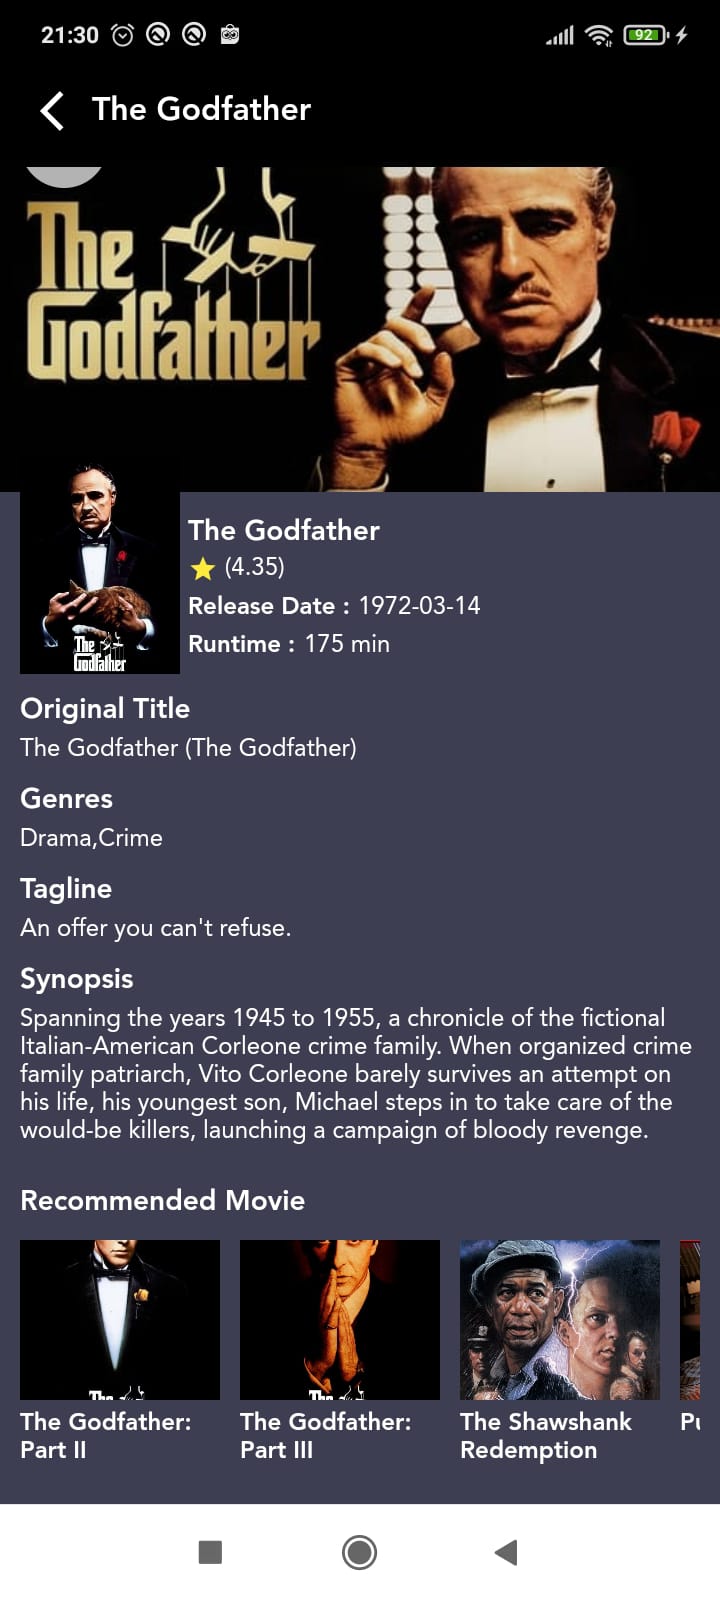 21:30
92
The Godfather
The
Godfather
The
Godfather
The Godfather
(4.35)
Release Date : 1972-03-14
Runtime : 175 min
Original Title
The Godfather (The Godfather)
Genres
Drama,Crime
Tagline
An offer you can't refuse.
Synopsis
Spanning the years 1945 to 1955, a chronicle of the fictional
Italian-American Corleone crime family. When organized crime
family patriarch, Vito Corleone barely survives an attempt on
his life, his youngest son, Michael steps in to take care of the
would-be killers, launching a campaign of bloody revenge.
Recommended Movie
The
The
The Godfather:
Part II
The Godfather:
Part III
The Shawshank
Redemption